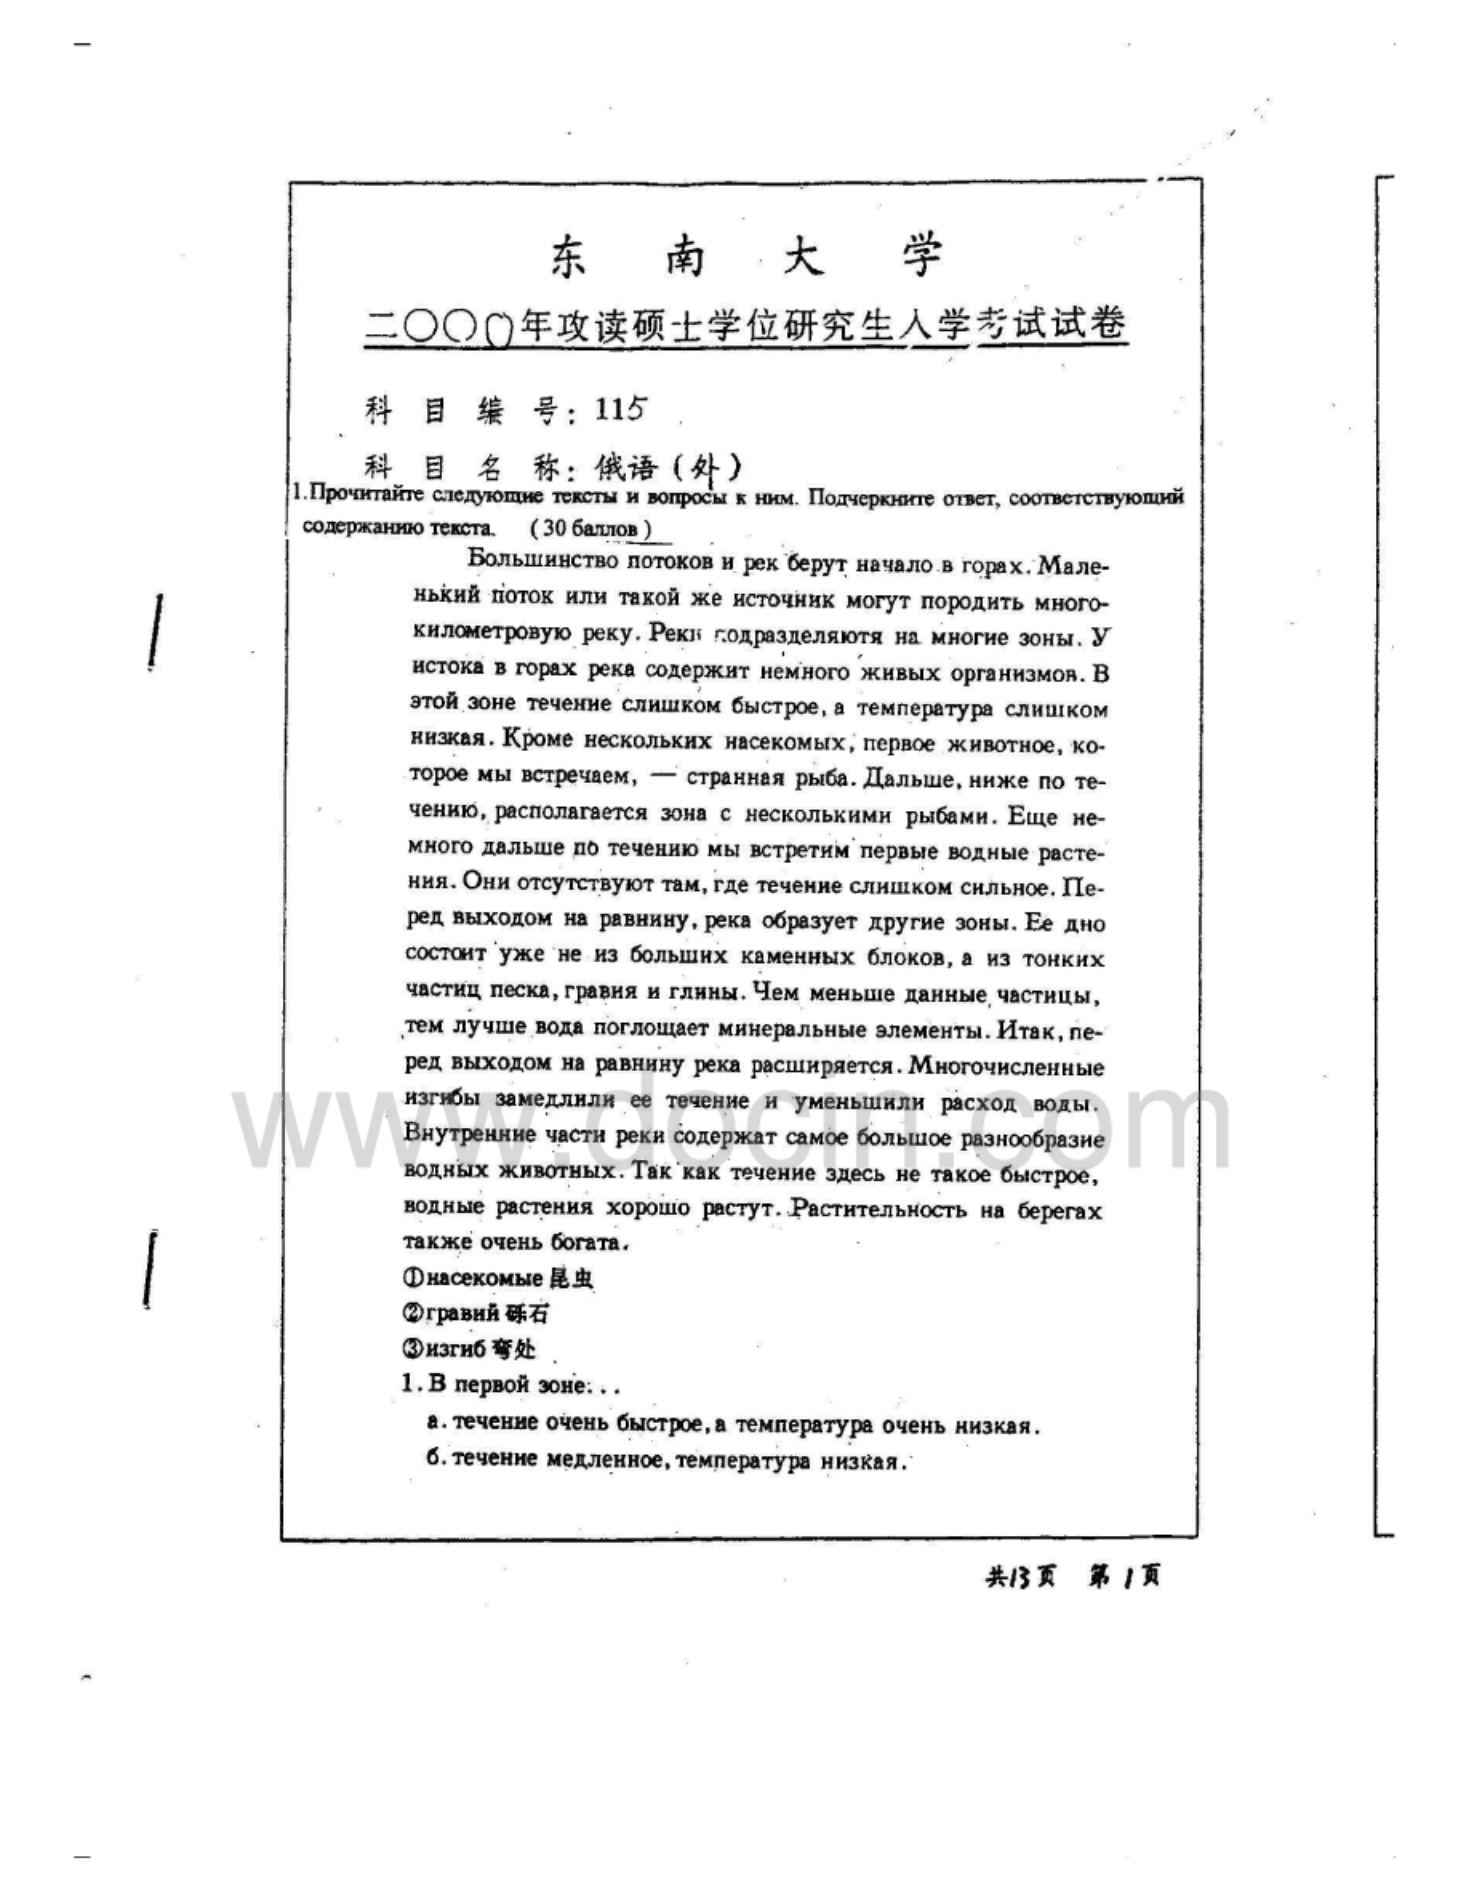 东 南 大 学
二〇〇〇年攻读硕士学位研究生入学考试试卷
科 目 编 号: 115
科 目 名 称: 俄语(外)
1.Прочитайте следующие тексты и вопросы к ним. Подчеркните ответ, соответствующий
содержанию текста. (30 баллов)
Большинство потоков и рек берут начало в горах. Мале-
нький поток или такой же источник могут породить много-
километровую реку. Реки подразделяютя на многие зоны. У
истока в горах река содержит немного живых организмов. В
этой зоне течение слишком быстрое, а температура слишком
низкая. Кроме нескольких насекомых, первое животное, ко-
торое мы встречаем, — странная рыба. Дальше, ниже по те-
чению, располагается зона с несколькими рыбами. Еще не-
много дальше по течению мы встретим первые водные расте-
ния. Они отсутствуют там, где течение слишком сильное. Пе-
ред выходом на равнину, река образует другие зоны. Ее дно
состоит уже не из больших каменных блоков, а из тонких
частиц песка, гравия и глины. Чем меньше данные частицы,
тем лучше вода поглощает минеральные элементы. Итак, пе-
ред выходом на равнину река расширяется. Многочисленные
изгибы замедлили ее течение и уменьшили расход воды.
Внутренние части реки содержат самое большое разнообразие
водных животных. Так как течение здесь не такое быстрое,
водные растения хорошо растут. Растительность на берегах
также очень богата.
①насекомые 昆虫
②гравий 砾石
③изгиб 弯处
1. В первой зоне...
а. течение очень быстрое, а температура очень низкая.
б. течение медленное, температура низкая.
共13页 第1页
www.docin.com